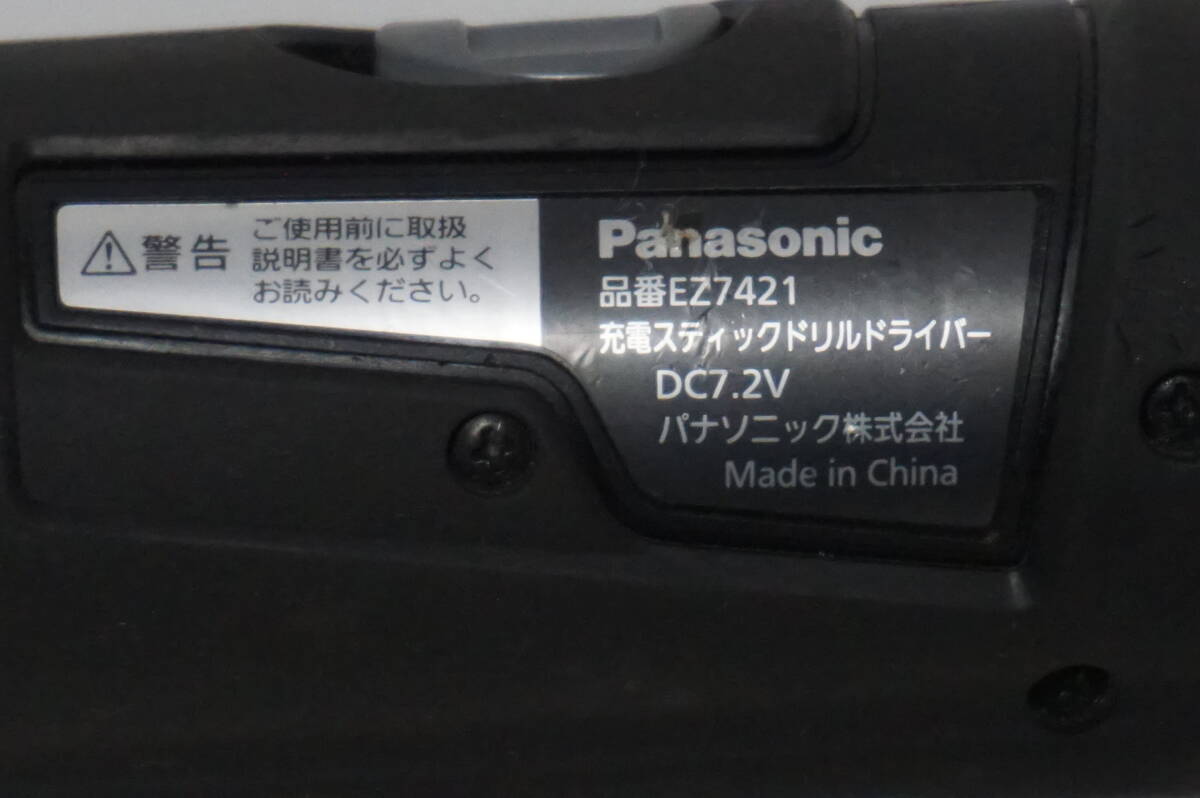 警告
ご使用前に取扱
説明書を必ずよく
お読みください。
Panasonic
品番EZ7421
充電スティックドリルドライバー
DC7.2V
パナソニック株式会社
Made in China